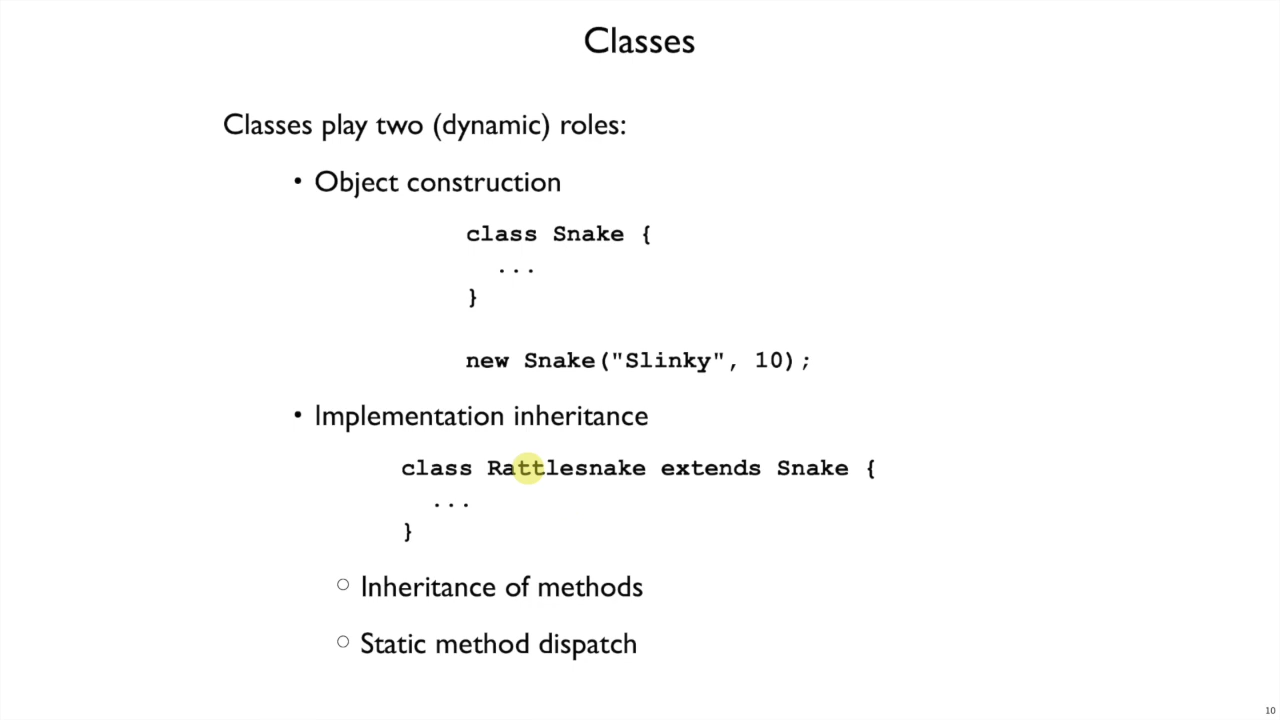 Classes
Classes play two (dynamic) roles:
• Object construction
class Snake {
...
}
new Snake("Slinky", 10);
• Implementation inheritance
class Rattlesnake extends Snake {
...
}
○ Inheritance of methods
○ Static method dispatch
10